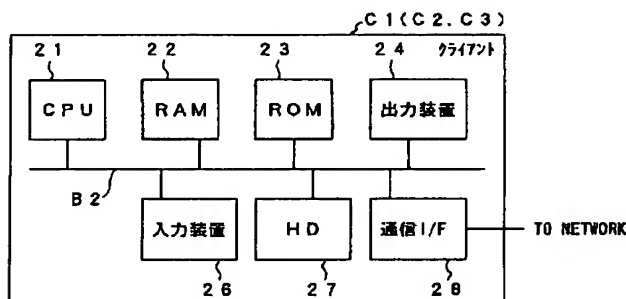 C1(C2,C3)
21 22 23 24 クライアント
CPU RAM ROM 出力装置
B2
入力装置 HD 通信I/F TO NETWORK
26 27 28